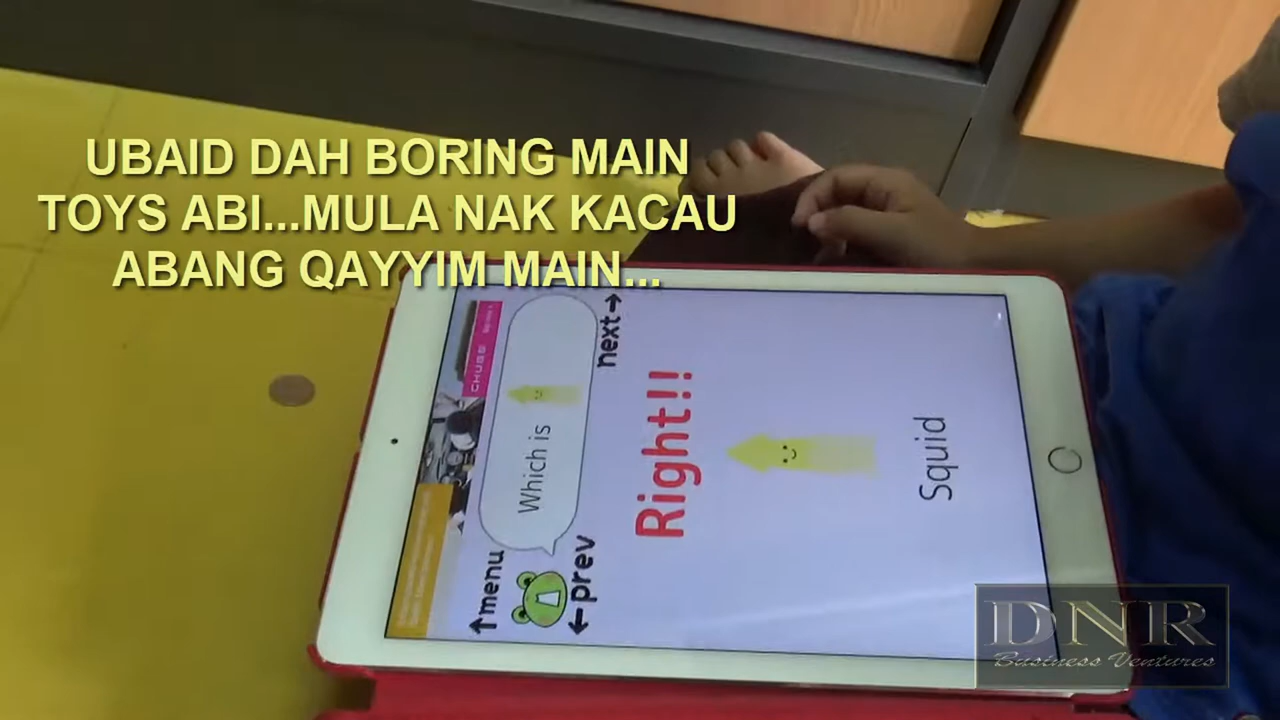 UBAID DAH BORING MAIN
TOYS ABI...MULA NAK KACAU
ABANG QAYYIM MAIN...
↑menu
Which is
←prev
next→
Right!!
Squid
DNR
Business Ventures